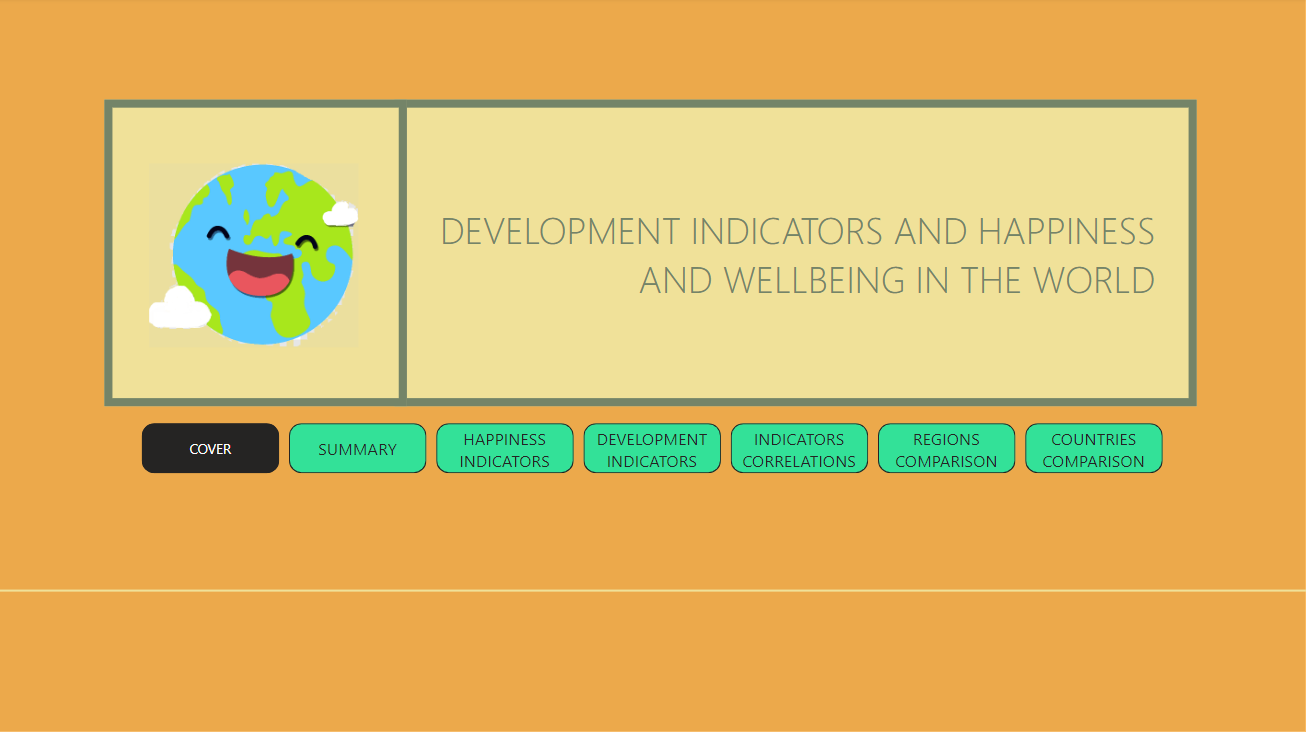 DEVELOPMENT INDICATORS AND HAPPINESS
AND WELLBEING IN THE WORLD
COVER
SUMMARY
HAPPINESS
INDICATORS
DEVELOPMENT
INDICATORS
INDICATORS
CORRELATIONS
REGIONS
COMPARISON
COUNTRIES
COMPARISON